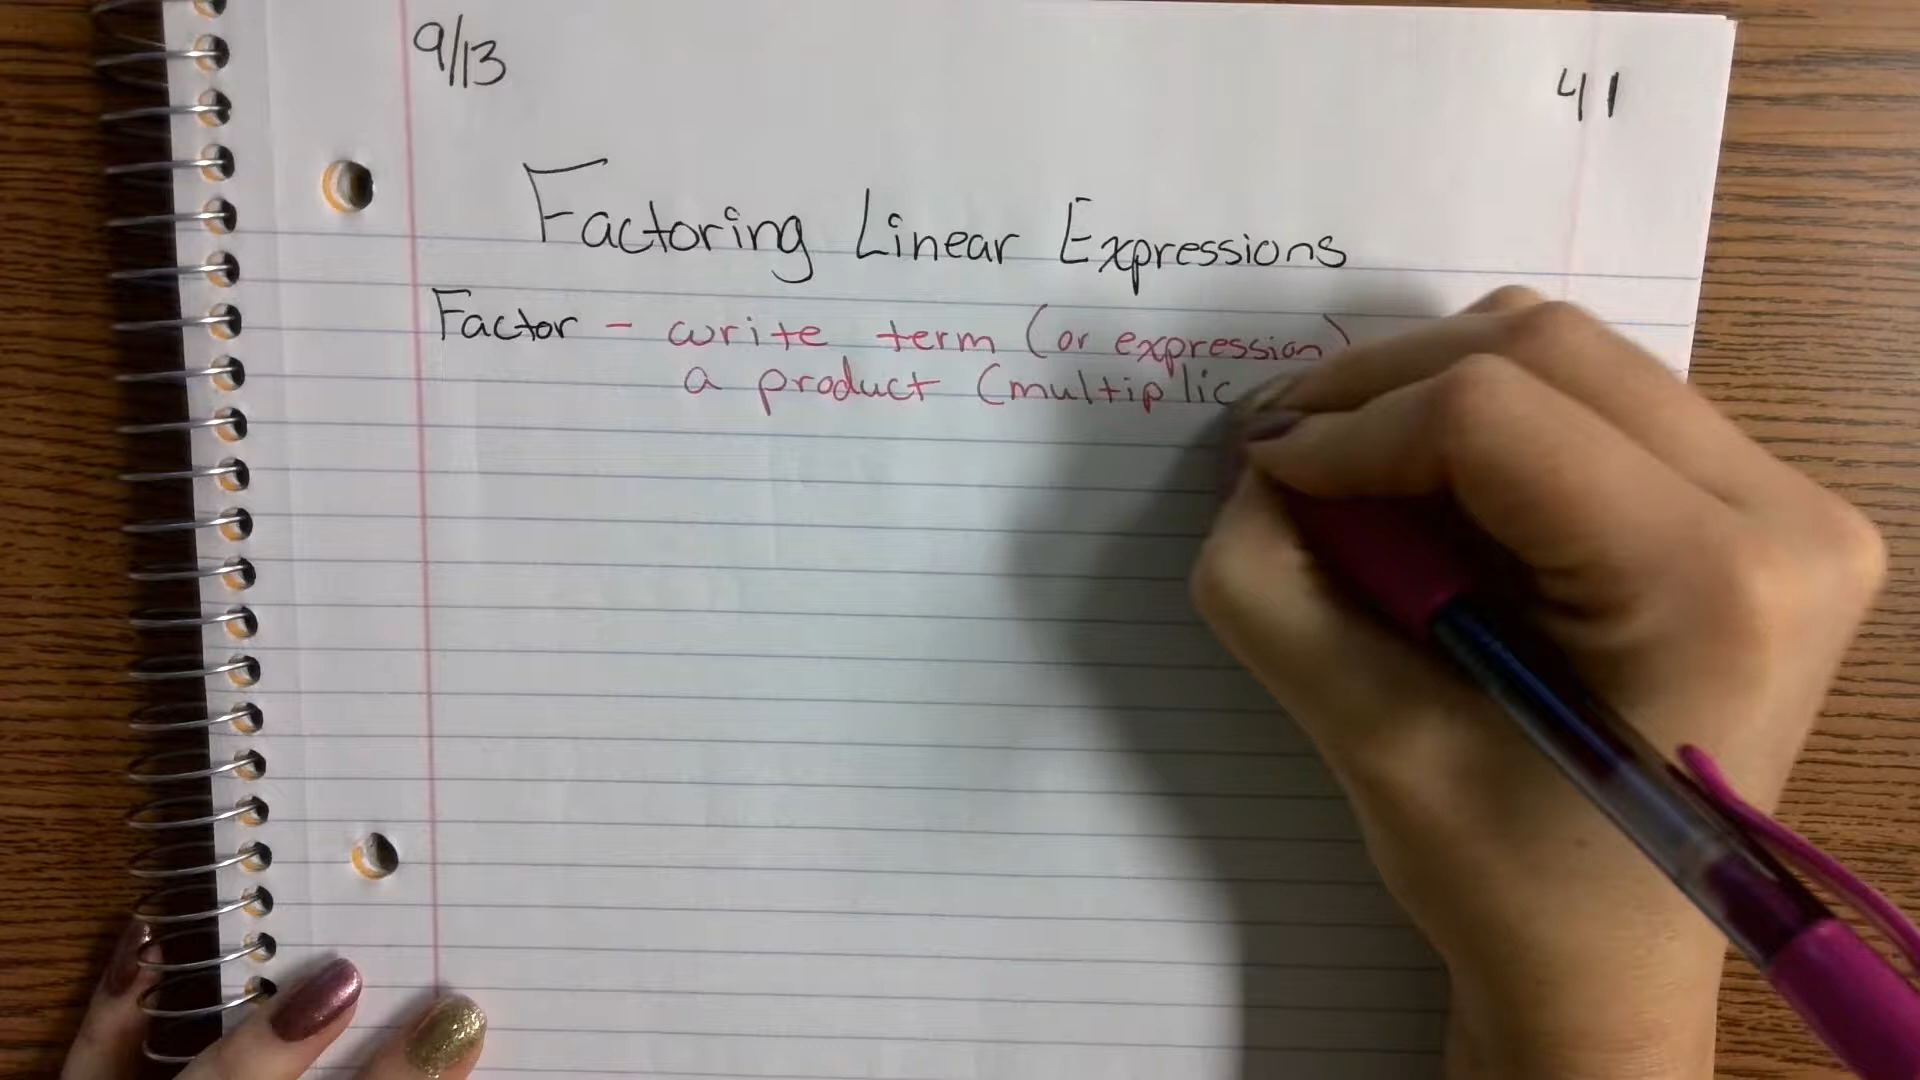 9/13
41
Factoring Linear Expressions
Factor - write term (or expression)
a product (multiplic